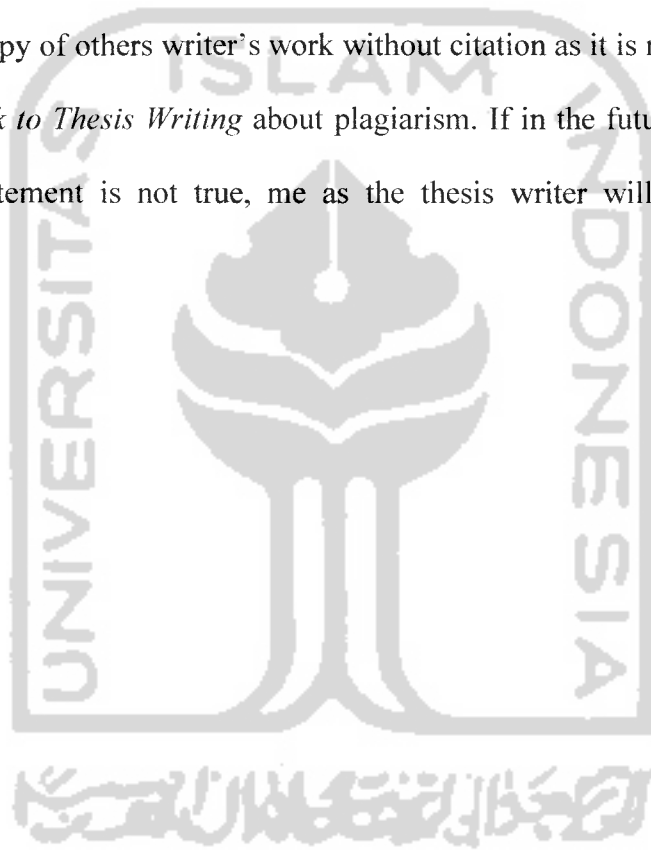 py of others writer's work without citation as it is
ISLAM
k to Thesis Writing about plagiarism. If in the futu
tement is not true, me as the thesis writer will
UNIVERSITAS
INDONESIA